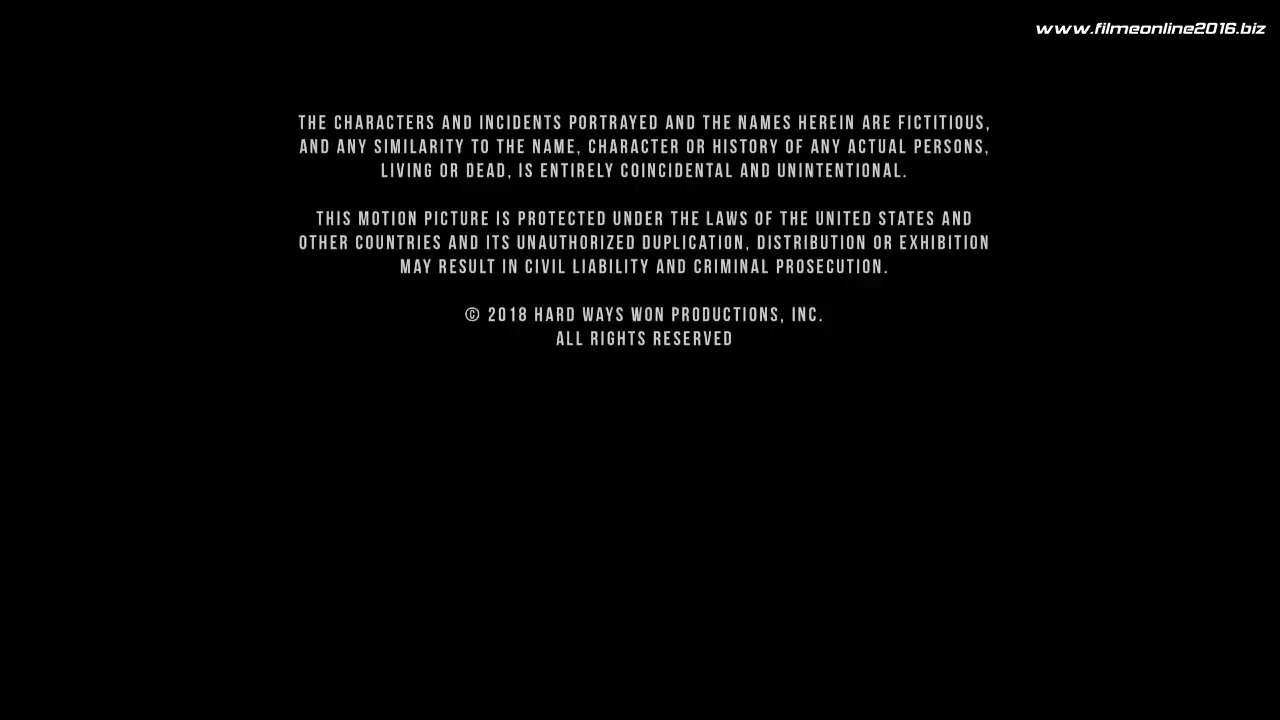 www.filmeonline2016.biz
THE CHARACTERS AND INCIDENTS PORTRAYED AND THE NAMES HEREIN ARE FICTITIOUS,
AND ANY SIMILARITY TO THE NAME, CHARACTER OR HISTORY OF ANY ACTUAL PERSONS,
LIVING OR DEAD, IS ENTIRELY COINCIDENTAL AND UNINTENTIONAL.
THIS MOTION PICTURE IS PROTECTED UNDER THE LAWS OF THE UNITED STATES AND
OTHER COUNTRIES AND ITS UNAUTHORIZED DUPLICATION, DISTRIBUTION OR EXHIBITION
MAY RESULT IN CIVIL LIABILITY AND CRIMINAL PROSECUTION.
© 2018 HARD WAYS WON PRODUCTIONS, INC.
ALL RIGHTS RESERVED